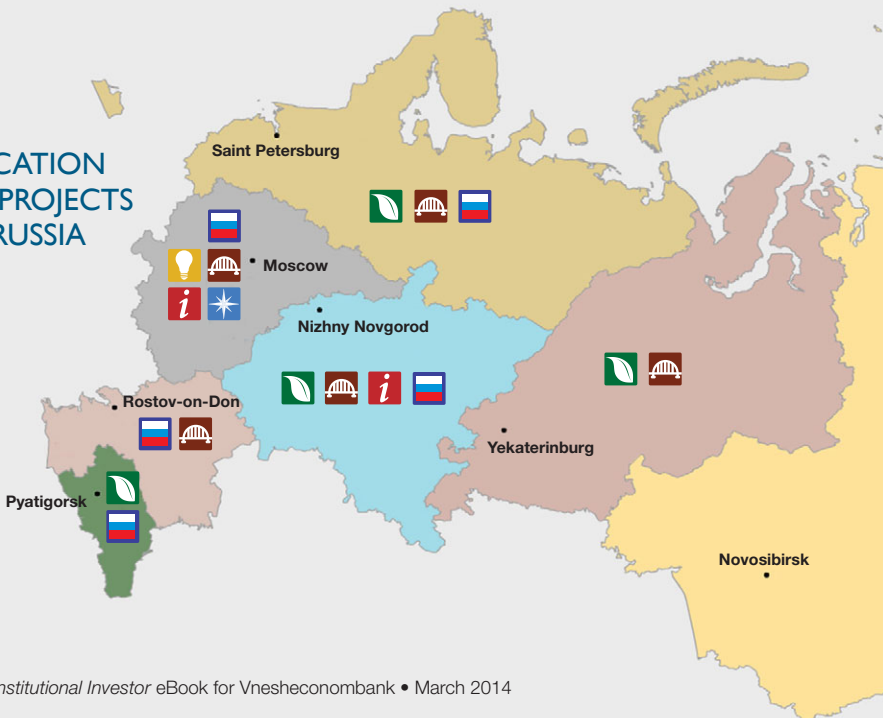 CATION
PROJECTS
RUSSIA
Saint Petersburg
Moscow
Nizhny Novgorod
Rostov-on-Don
Yekaterinburg
Pyatigorsk
Novosibirsk
i
i
nstitutional Investor eBook for Vnesheconombank • March 2014